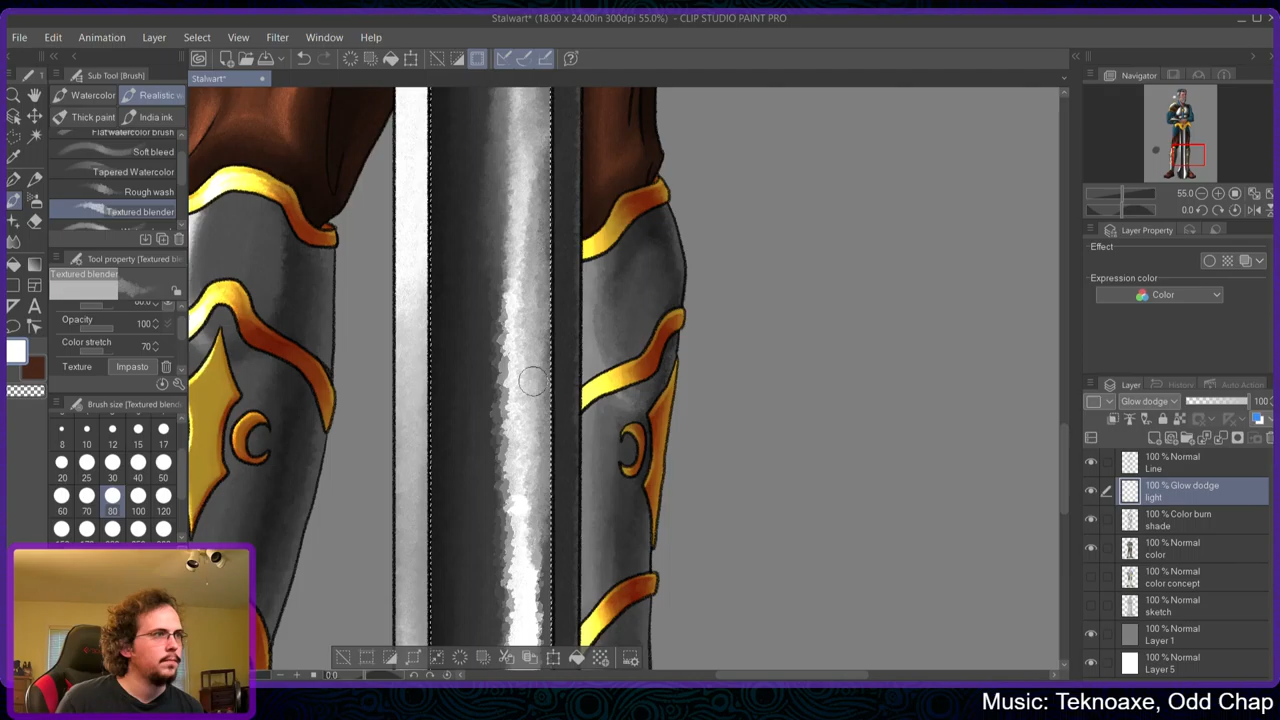 Stalwart* (18.00 x 24.00in 300dpi 55.0%) - CLIP STUDIO PAINT PRO
File Edit Animation Layer Select View Filter Window Help
Sub Tool [Brush]
Stalwart*
Navigator
Watercolor
Realistic w
Thick paint
India ink
Flat watercolor brush
Soft bleed
Tapered Watercolor
Rough wash
Textured blender
55.0
0.0
Layer Property
Effect
Expression color
Color
Tool property [Textured ble
Textured blender
Opacity 100
Color stretch 70
Texture Impasto
Brush size [Textured blend
8 10 12 15 17
20 25 30 40 50
60 70 80 100 120
Layer History Auto Action
Glow dodge 100
100 % Normal
Line
100 % Glow dodge
light
100 % Color burn
shade
100 % Normal
color
100 % Normal
color concept
100 % Normal
sketch
100 % Normal
Layer 1
100 % Normal
Layer 5
Music: Teknoaxe, Odd Chap